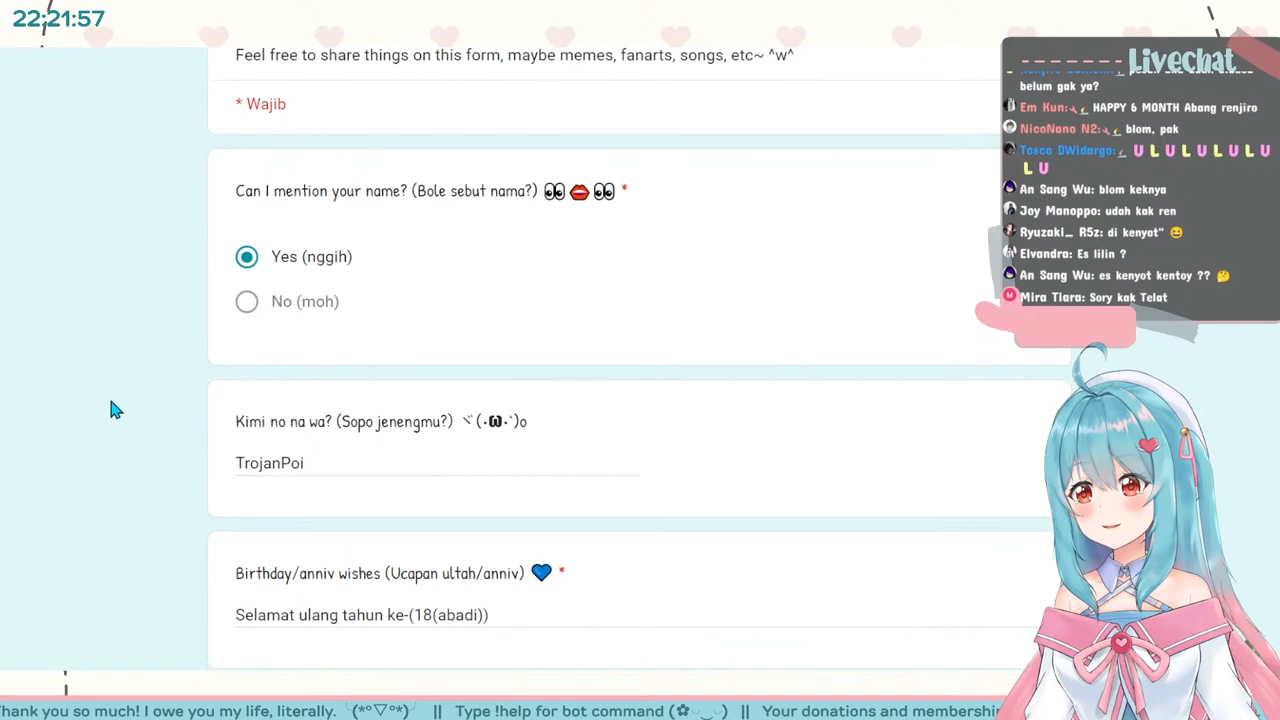 22:21:57
Feel free to share things on this form, maybe memes, fanarts, songs, etc~ ^w^
* Wajib
Can I mention your name? (Bole sebut nama?) 👀👄👀 *
Yes (nggih)
No (moh)
Kimi no na wa? (Sopo jenengmu?) ヾ(･ω･`)o
TrojanPoi
Birthday/anniv wishes (Ucapan ultah/anniv) 💙 *
Selamat ulang tahun ke-(18(abadi))
Livechat
belum gak ya?
Em Kun: HAPPY 6 MONTH Abang renjiro
NicoNano N2: blom, pak
Tosco DWidargo: U L U L U L U
L U
An Sang Wu: blom keknya
Joy Manoppo: udah kak ren
Ryuzaki_ R5z: di kenyot" 😆
Elvandra: Es lilin ?
An Sang Wu: es kenyot kentoy ?? 🤔
M Mira Tiara: Sory kak Telat
Thank you so much! I owe you my life, literally. ╰(*°▽°*)╯ || Type !help for bot command (✿◡‿◡) || Your donations and membership